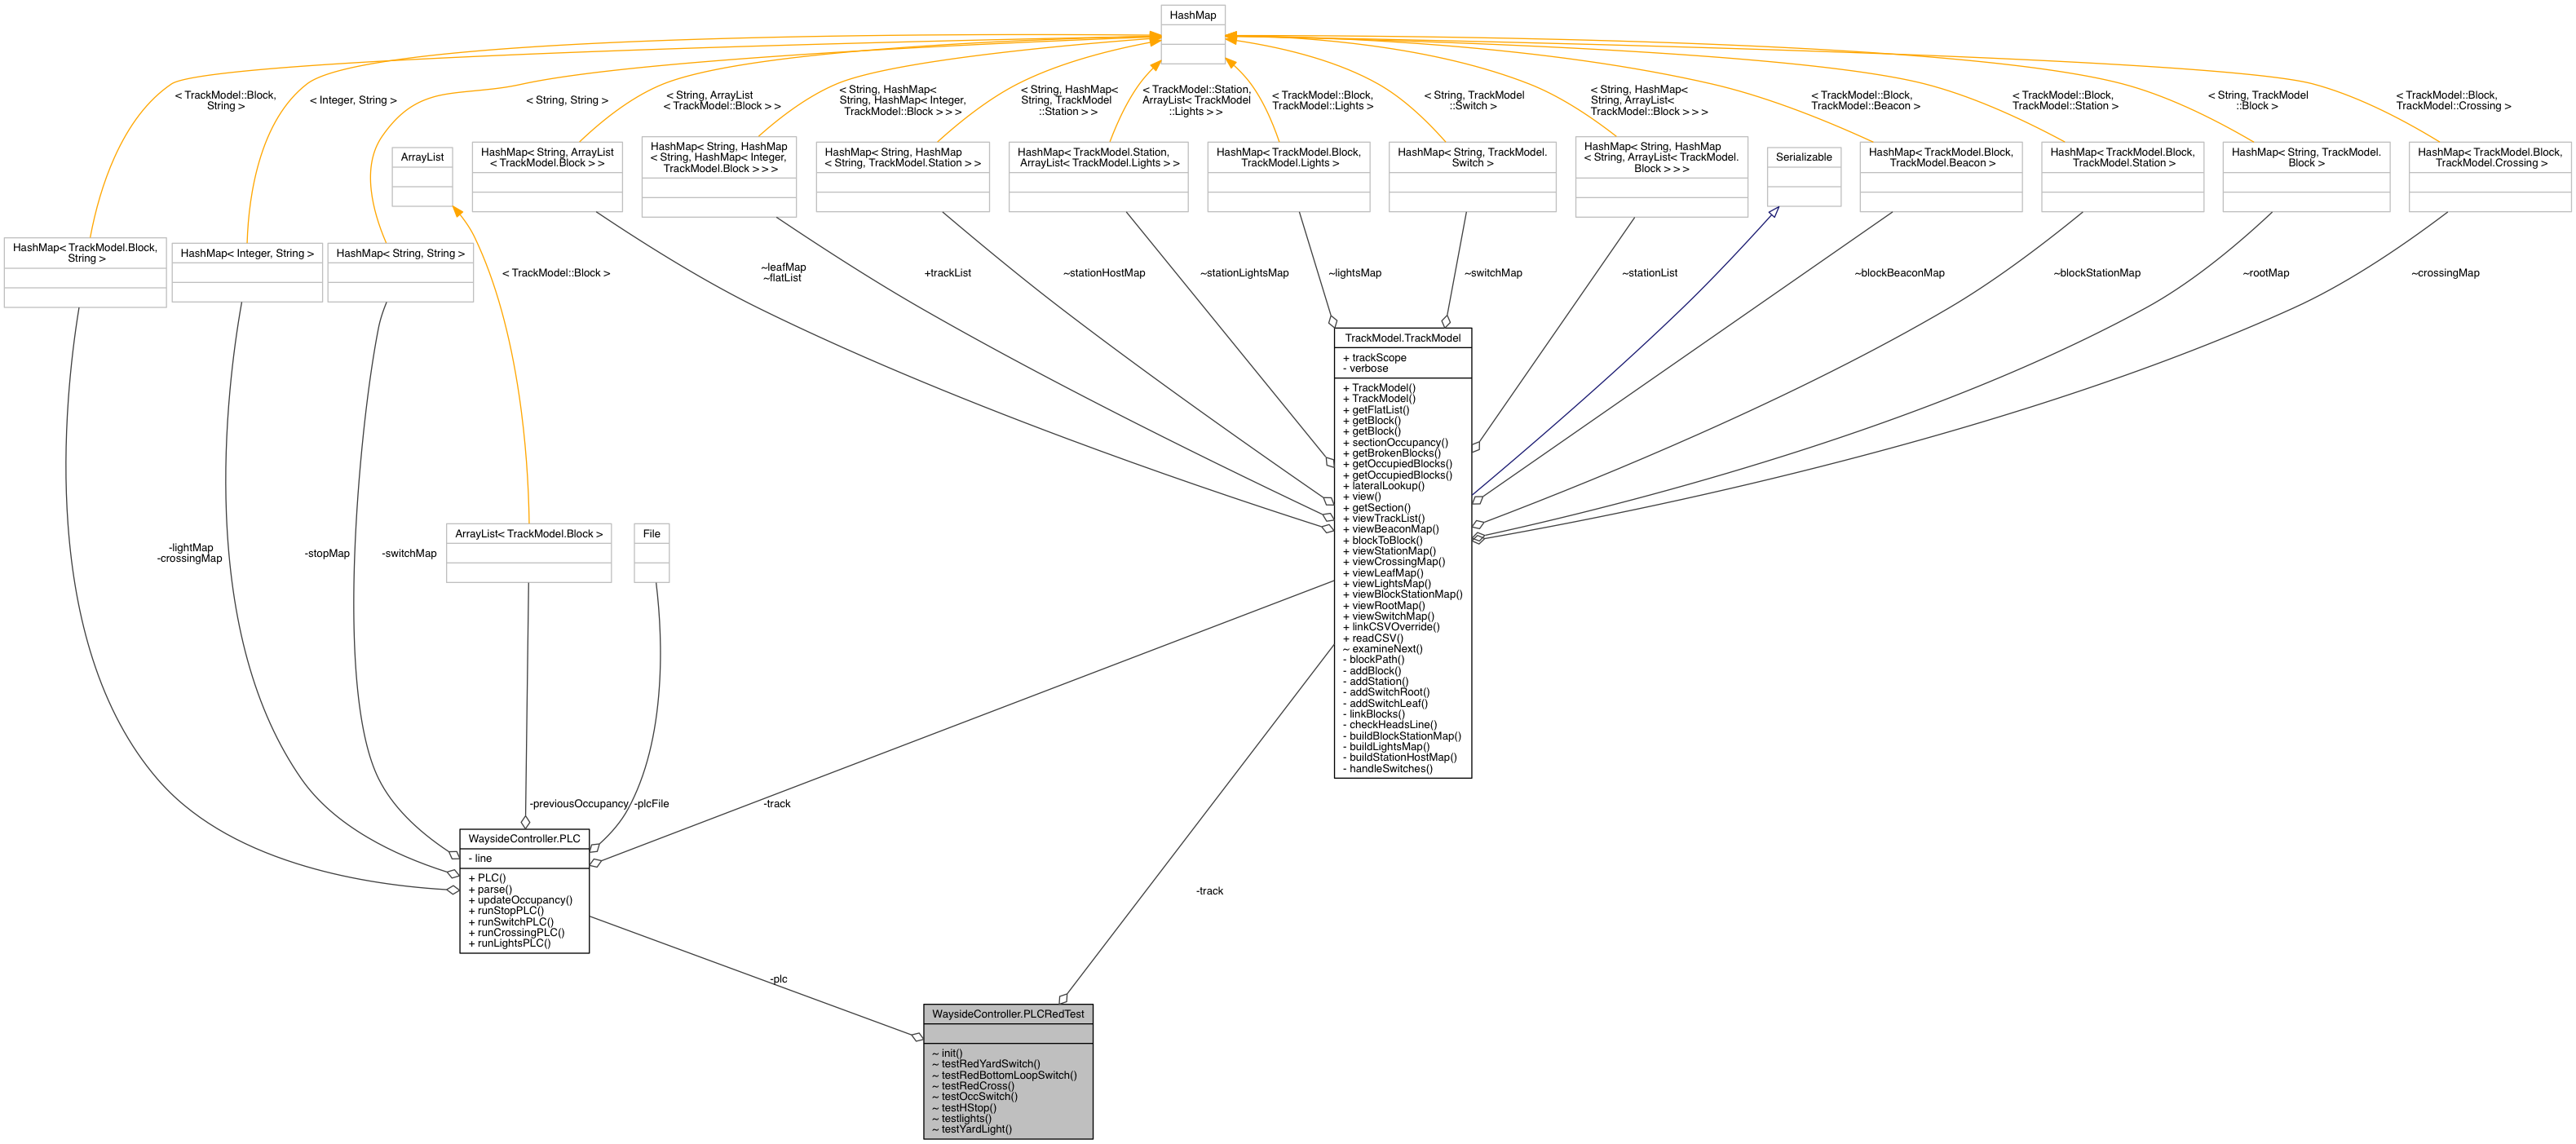 HashMap
< TrackModel::Block,
String >
< Integer, String >
< String, String >
< String, ArrayList
< TrackModel::Block > >
< String, HashMap<
String, HashMap< Integer,
TrackModel::Block > > >
< String, HashMap<
String, TrackModel
::Station > >
< TrackModel::Station,
ArrayList< TrackModel
::Lights > >
< TrackModel::Block,
TrackModel::Lights >
< String, TrackModel
::Switch >
< String, HashMap<
String, ArrayList<
TrackModel::Block > > >
< TrackModel::Block,
TrackModel::Beacon >
< TrackModel::Block,
TrackModel::Station >
< String, TrackModel
::Block >
< TrackModel::Block,
TrackModel::Crossing >
ArrayList
HashMap< String, ArrayList
< TrackModel.Block > >
HashMap< String, HashMap
< String, HashMap< Integer,
TrackModel.Block > > >
HashMap< String, HashMap
< String, TrackModel.Station > >
HashMap< TrackModel.Station,
ArrayList< TrackModel.Lights > >
HashMap< TrackModel.Block,
TrackModel.Lights >
HashMap< String, TrackModel.
Switch >
HashMap< String, HashMap
< String, ArrayList< TrackModel.
Block > > >
Serializable
HashMap< TrackModel.Block,
TrackModel.Beacon >
HashMap< TrackModel.Block,
TrackModel.Station >
HashMap< String, TrackModel.
Block >
HashMap< TrackModel.Block,
TrackModel.Crossing >
HashMap< TrackModel.Block,
String >
HashMap< Integer, String >
HashMap< String, String >
< TrackModel::Block >
~leafMap
~flatList
+trackList
~stationHostMap
~stationLightsMap
~lightsMap
~switchMap
~stationList
~blockBeaconMap
~blockStationMap
~rootMap
~crossingMap
TrackModel.TrackModel
+ trackScope
- verbose
+ TrackModel()
+ TrackModel()
+ getFlatList()
+ getBlock()
+ getBlock()
+ sectionOccupancy()
+ getBrokenBlocks()
+ getOccupiedBlocks()
+ getOccupiedBlocks()
+ lateralLookup()
+ view()
+ getSection()
+ viewTrackList()
+ viewBeaconMap()
+ blockToBlock()
+ viewStationMap()
+ viewCrossingMap()
+ viewLeafMap()
+ viewLightsMap()
+ viewBlockStationMap()
+ viewRootMap()
+ viewSwitchMap()
+ linkCSVOverride()
+ readCSV()
~ examineNext()
- blockPath()
- addBlock()
- addStation()
- addSwitchRoot()
- addSwitchLeaf()
- linkBlocks()
- checkHeadsLine()
- buildBlockStationMap()
- buildLightsMap()
- buildStationHostMap()
- handleSwitches()
ArrayList< TrackModel.Block >
File
-lightMap
-crossingMap
-stopMap
-switchMap
-previousOccupancy
-plcFile
-track
WaysideController.PLC
- line
+ PLC()
+ parse()
+ updateOccupancy()
+ runStopPLC()
+ runSwitchPLC()
+ runCrossingPLC()
+ runLightsPLC()
-track
-plc
WaysideController.PLCRedTest
~ init()
~ testRedYardSwitch()
~ testRedBottomLoopSwitch()
~ testRedCross()
~ testOccSwitch()
~ testHStop()
~ testlights()
~ testYardLight()